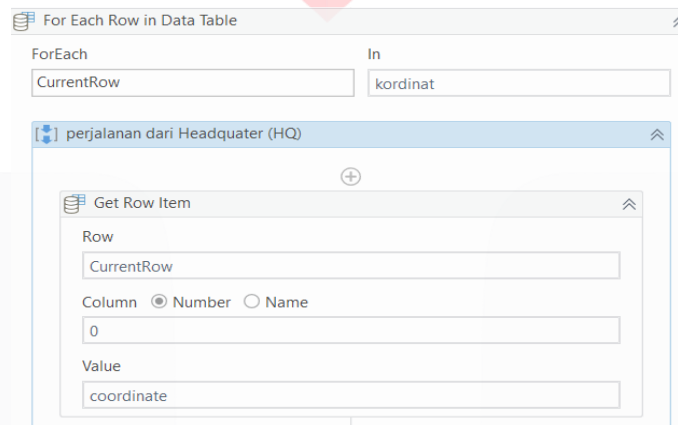 For Each Row in Data Table
ForEach In
CurrentRow kordinat
perjalanan dari Headquater (HQ)
Get Row Item
Row
CurrentRow
Column Number Name
0
Value
coordinate